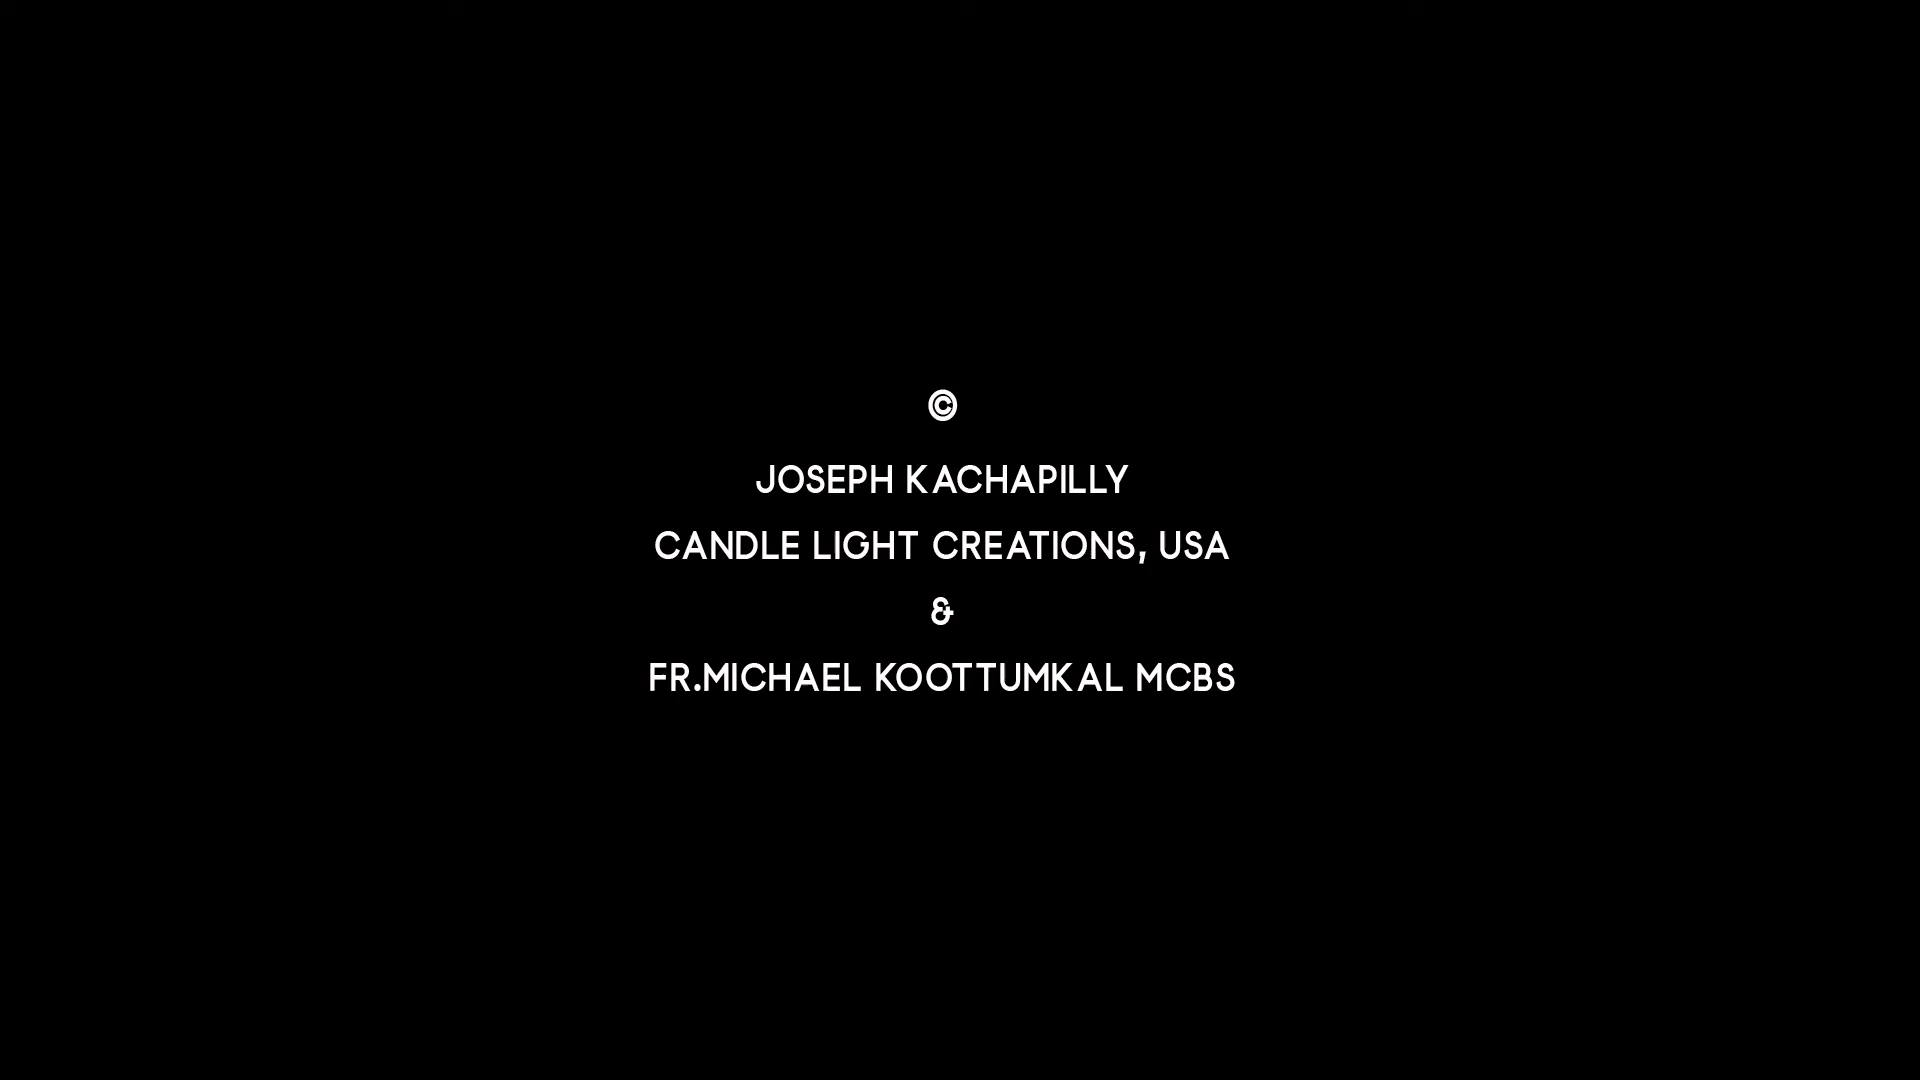 ©
JOSEPH KACHAPILLY
CANDLE LIGHT CREATIONS, USA
&
FR.MICHAEL KOOTTUMKAL MCBS